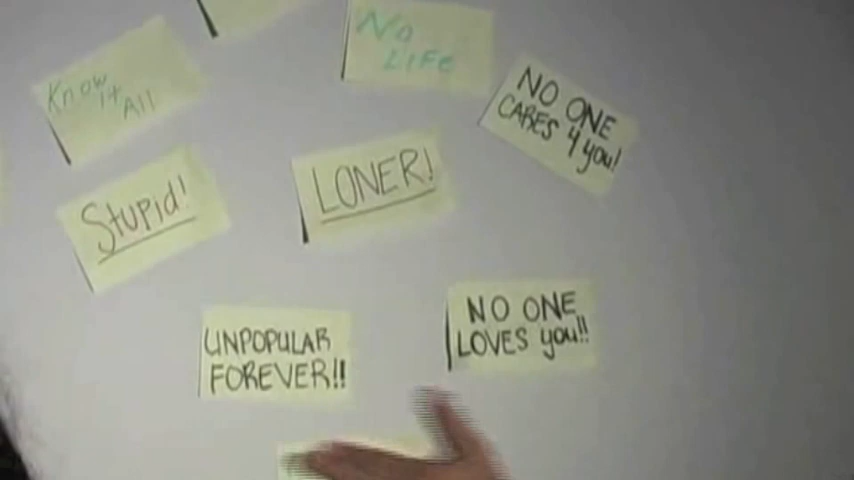 No
LIFe
Know
it
All
NO ONE
CARES 4 you!
Stupid!
LONER!
NO ONE
LOVES you!!
UNPOPULAR
FOREVER!!